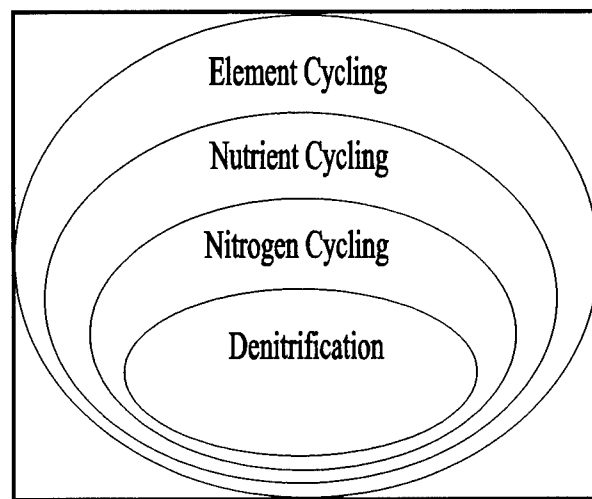 Element Cycling
Nutrient Cycling
Nitrogen Cycling
Denitrification